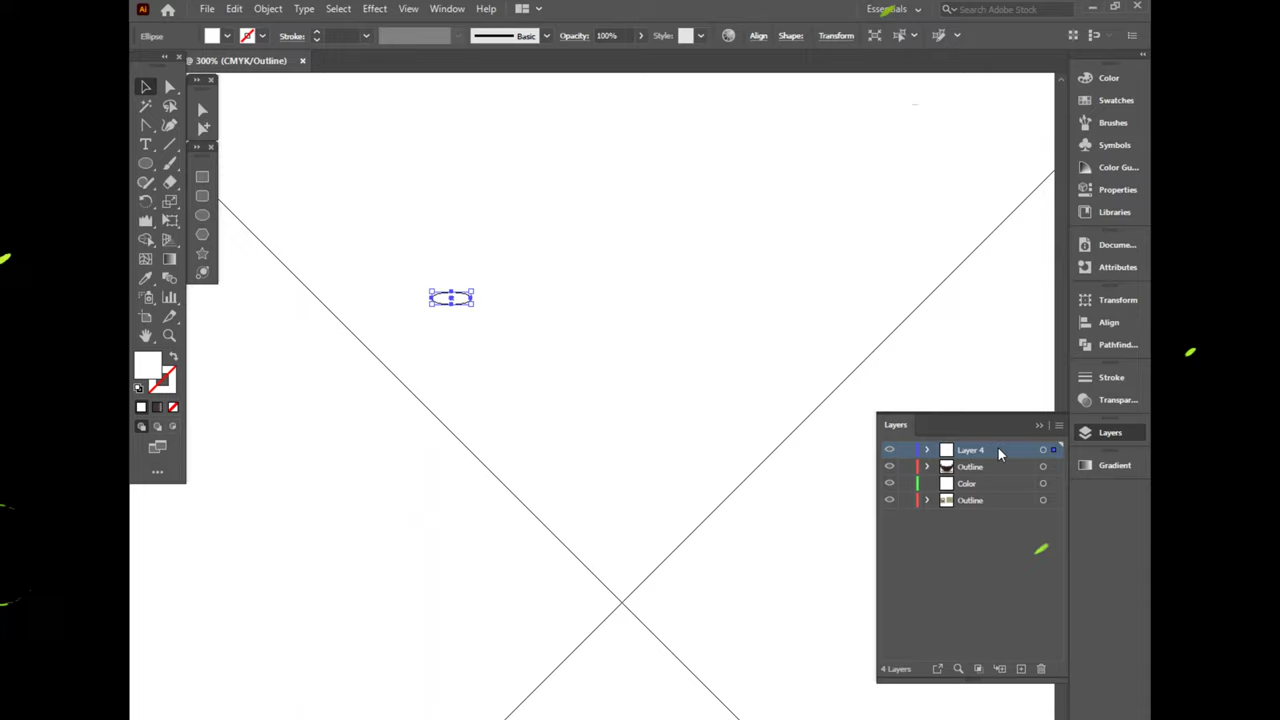 Ai File Edit Object Type Select Effect View Window Help Essentials Search Adobe Stock
Ellipse Stroke: Basic Opacity: 100% Style: Align Shape: Transform
@ 300% (CMYK/Outline)
Color
Swatches
Brushes
Symbols
Color Gu...
Properties
Libraries
Docume...
Attributes
Transform
Align
Pathfind...
Stroke
Transpar...
Layers
Gradient
Layers
Layer 4
Outline
Color
Outline
4 Layers